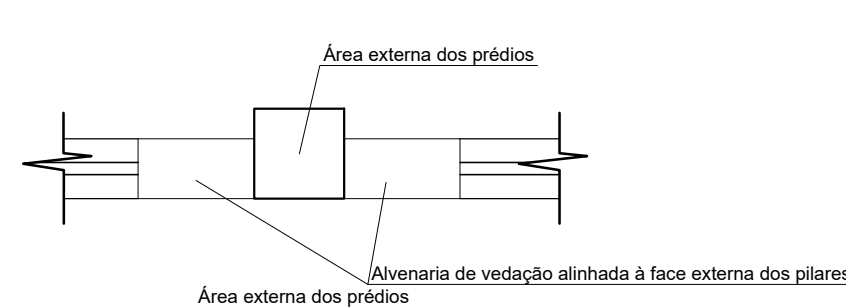 Área externa dos prédios
Alvenaria de vedação alinhada à face externa dos pilares
Área externa dos prédios